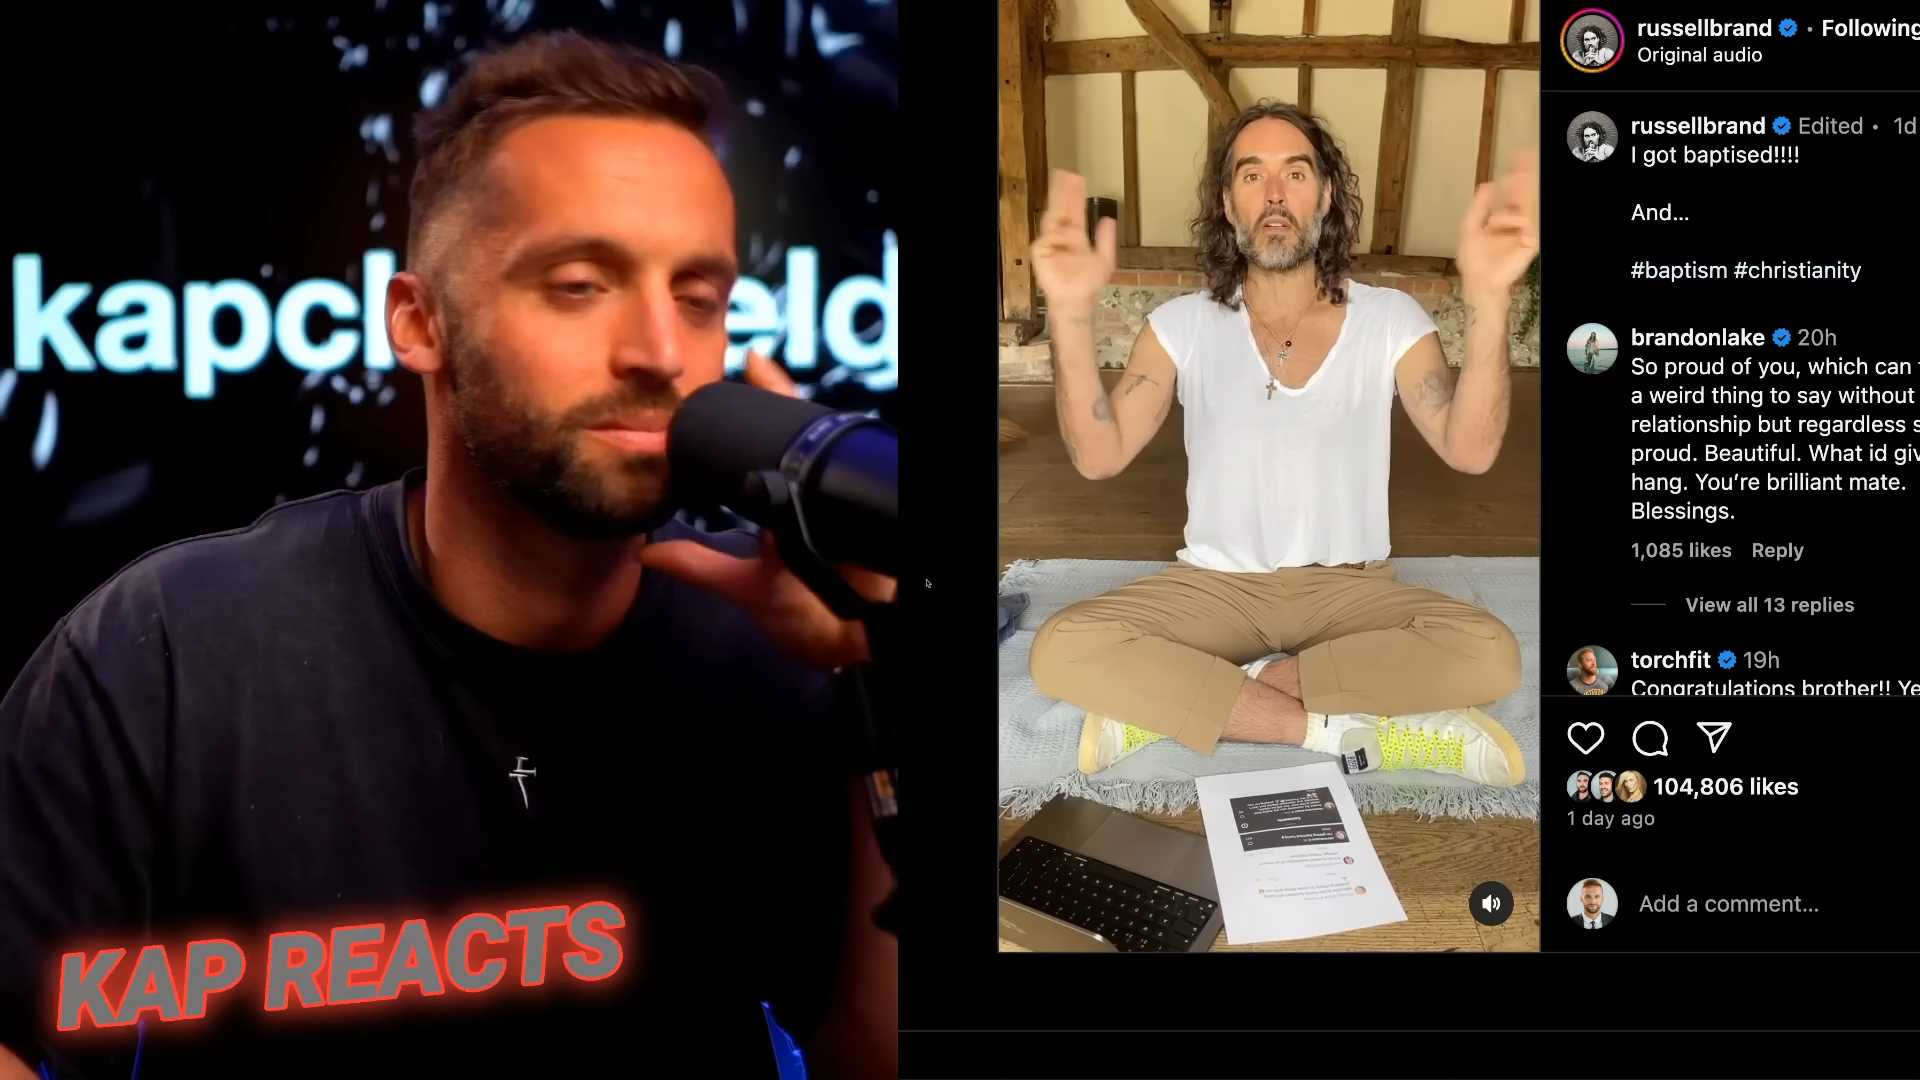 kapch eld
KAP REACTS
russellbrand • Following
Original audio
russellbrand Edited • 1d
I got baptised!!!!
And...
#baptism #christianity
brandonlake 20h
So proud of you, which can
a weird thing to say without
relationship but regardless s
proud. Beautiful. What id giv
hang. You’re brilliant mate.
Blessings.
1,085 likes Reply
View all 13 replies
torchfit 19h
Congratulations brother!! Ye
104,806 likes
1 day ago
Add a comment...